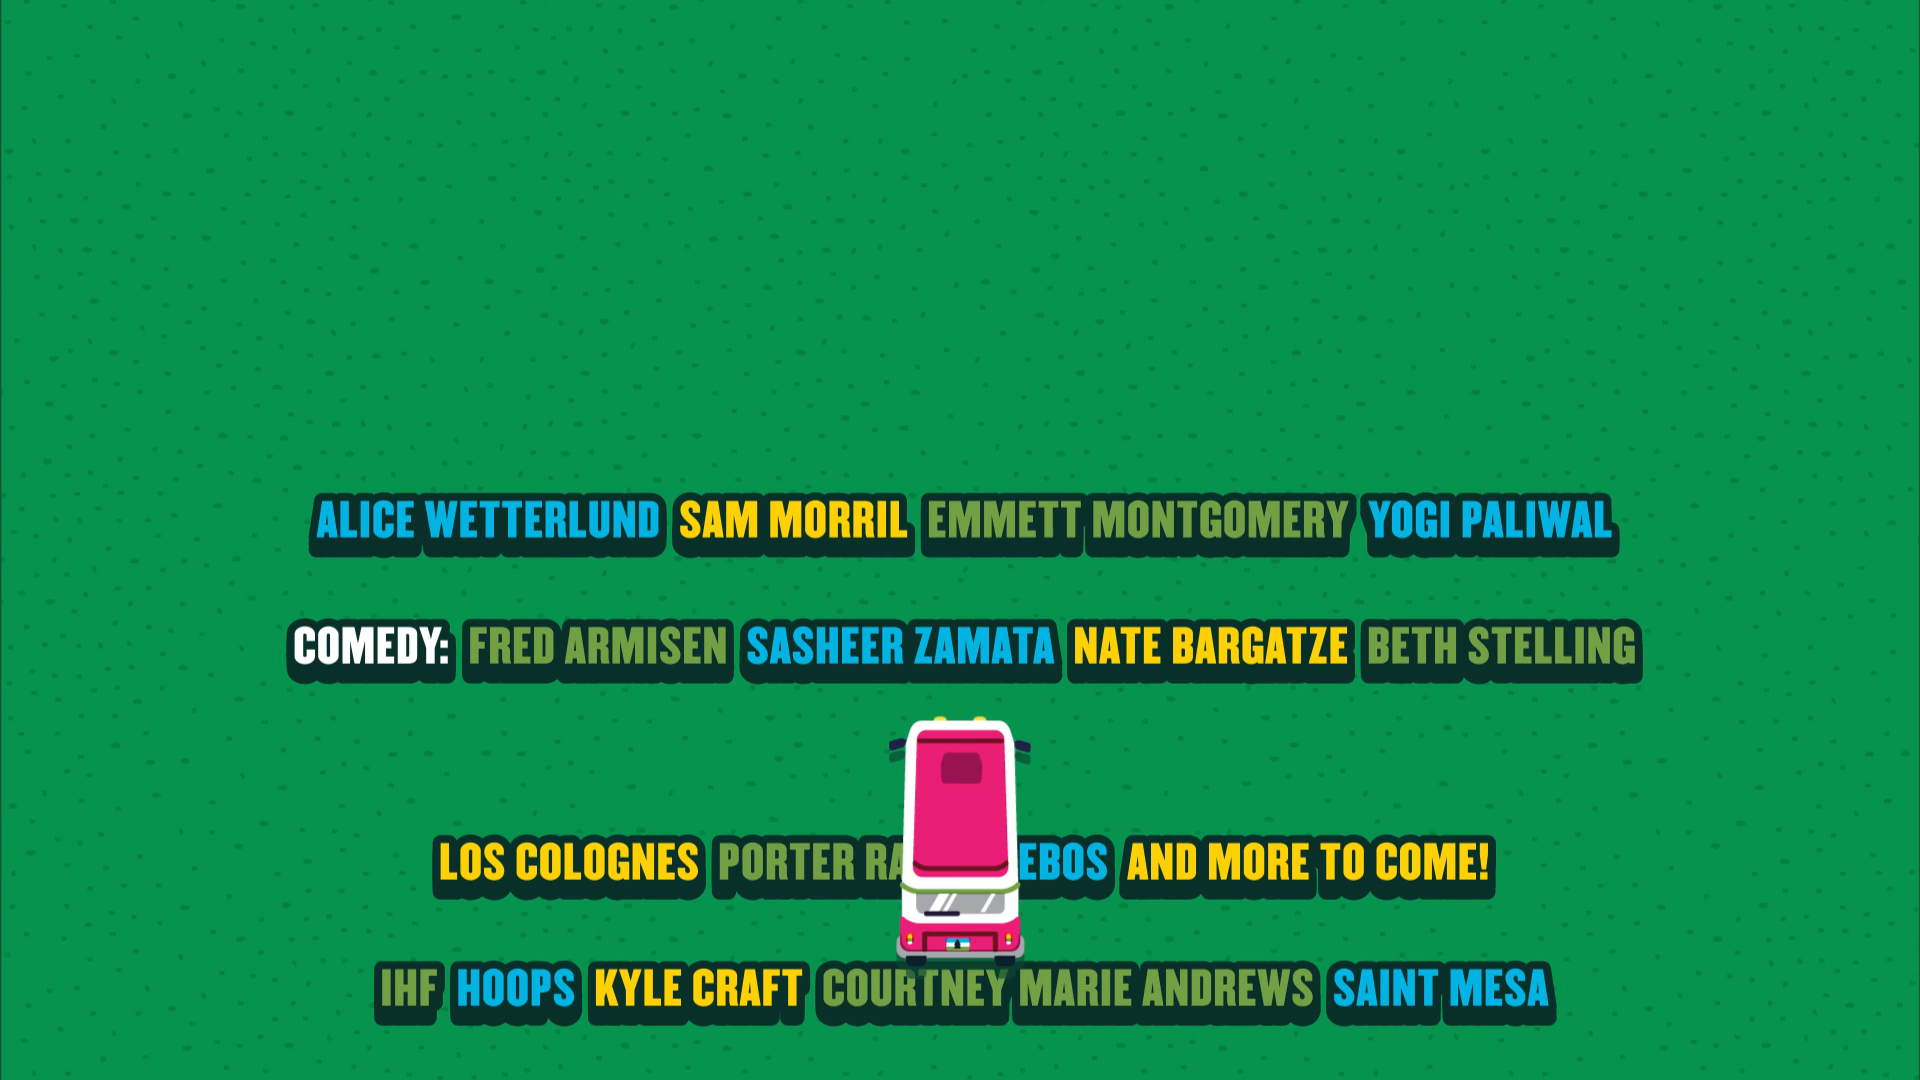 ALICE WETTERLUND SAM MORRIL EMMETT MONTGOMERY YOGI PALIWAL
COMEDY: FRED ARMISEN SASHEER ZAMATA NATE BARGATZE BETH STELLING
LOS COLOGNES PORTER AND MORE TO COME!
IHF HOOPS KYLE CRAFT COURTNEY MARIE ANDREWS SAINT MESA